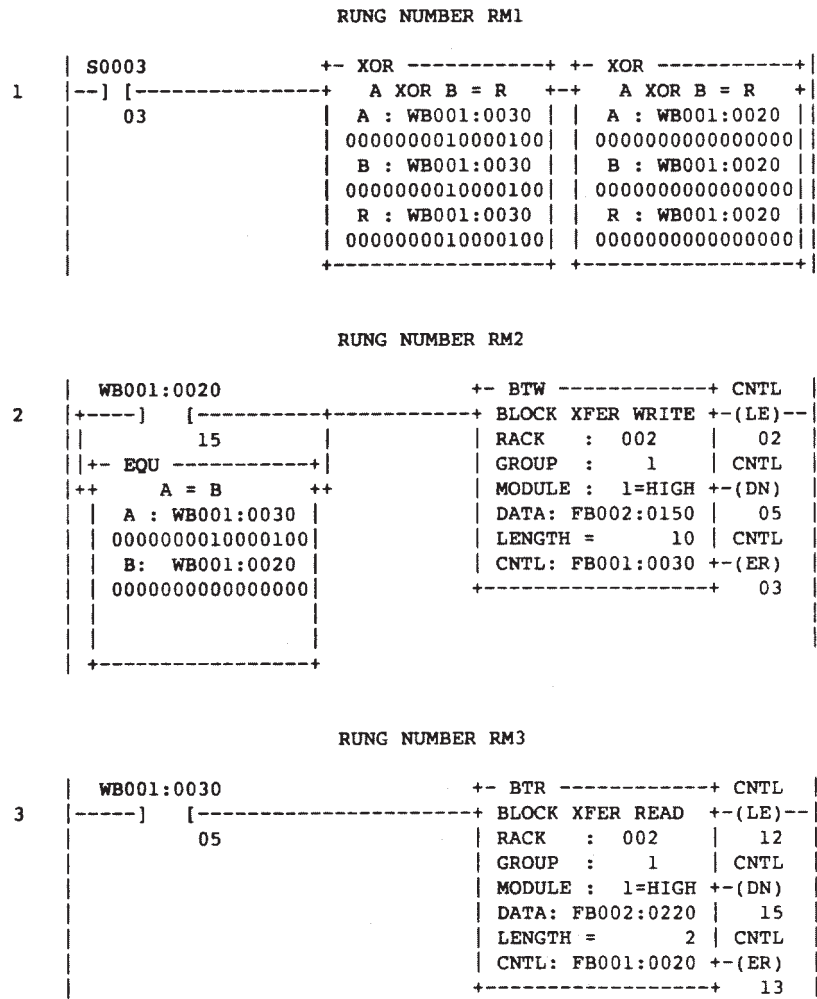 RUNG NUMBER RM1
| S0003 +- XOR -----------+ +- XOR -----------+|
1 |--] [---------------+ A XOR B = R +-+ A XOR B = R +|
| 03 | A : WB001:0030 | | A : WB001:0020 ||
| | 0000000010000100| | 0000000000000000||
| | B : WB001:0030 | | B : WB001:0020 ||
| | 0000000010000100| | 0000000000000000||
| | R : WB001:0030 | | R : WB001:0020 ||
| | 0000000010000100| | 0000000000000000||
| +-----------------+ +-----------------+|
RUNG NUMBER RM2
| WB001:0020 +- BTW ------------+ CNTL |
2 |+----] [----------+-----------+ BLOCK XFER WRITE +-(LE)--|
|| 15 | | RACK : 002 | 02 |
||+- EQU -----------+| | GROUP : 1 | CNTL |
|++ A = B ++ | MODULE : 1=HIGH +-(DN) |
| | A : WB001:0030 | | DATA: FB002:0150 | 05 |
| | 0000000010000100| | LENGTH = 10 | CNTL |
| | B: WB001:0020 | | CNTL: FB001:0030 +-(ER) |
| | 0000000000000000| +------------------+ 03 |
| | | |
| | | |
| +-----------------+
RUNG NUMBER RM3
| WB001:0030 +- BTR ------------+ CNTL |
3 |-----] [----------------------+ BLOCK XFER READ +-(LE)--|
| 05 | RACK : 002 | 12 |
| | GROUP : 1 | CNTL |
| | MODULE : 1=HIGH +-(DN) |
| | DATA: FB002:0220 | 15 |
| | LENGTH = 2 | CNTL |
| | CNTL: FB001:0020 +-(ER) |
| +------------------+ 13 |